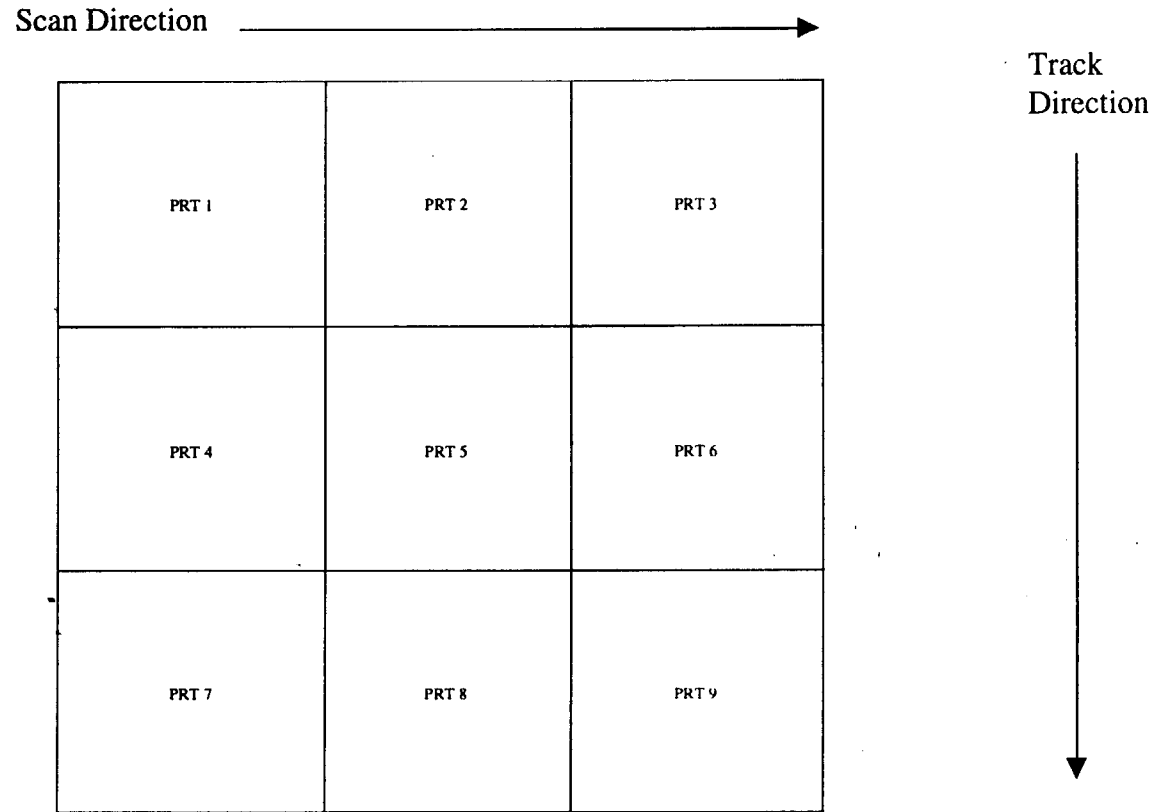 Scan Direction
Track
Direction
PRT 1
PRT 2
PRT 3
PRT 4
PRT 5
PRT 6
PRT 7
PRT 8
PRT 9